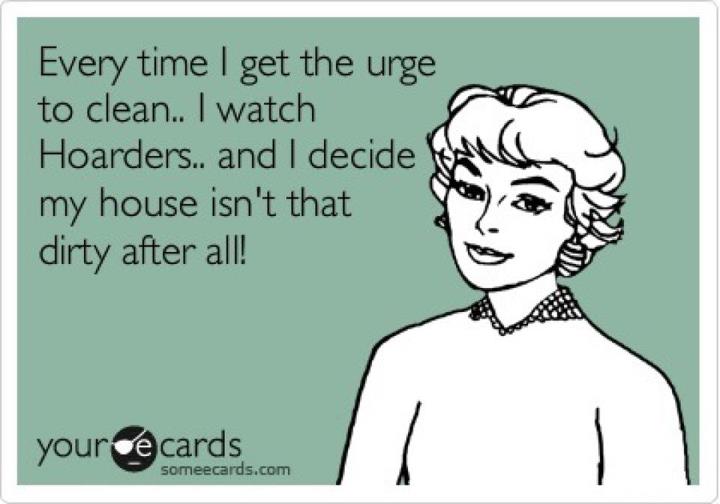 Every time I get the urge
to clean.. I watch
Hoarders.. and I decide
my house isn't that
dirty after all!
your e cards
someecards.com